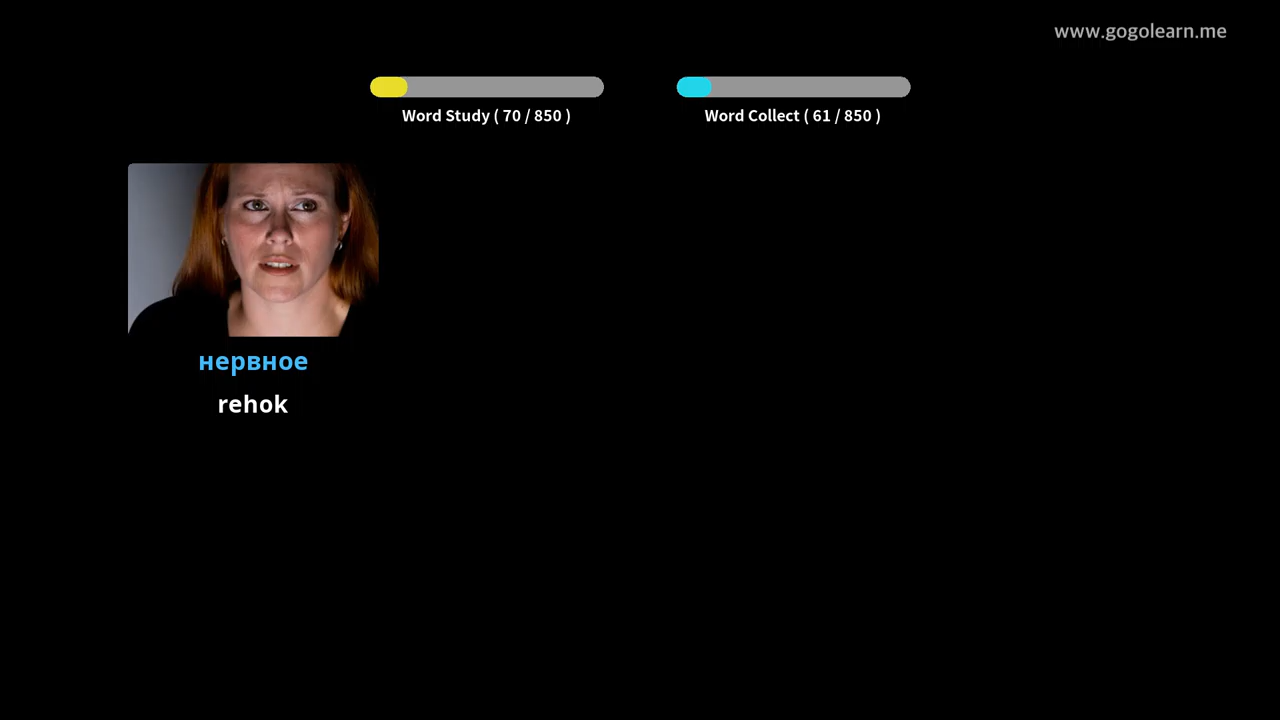 www.gogolearn.me
Word Study ( 70 / 850 )
Word Collect ( 61 / 850 )
нервное
rehok